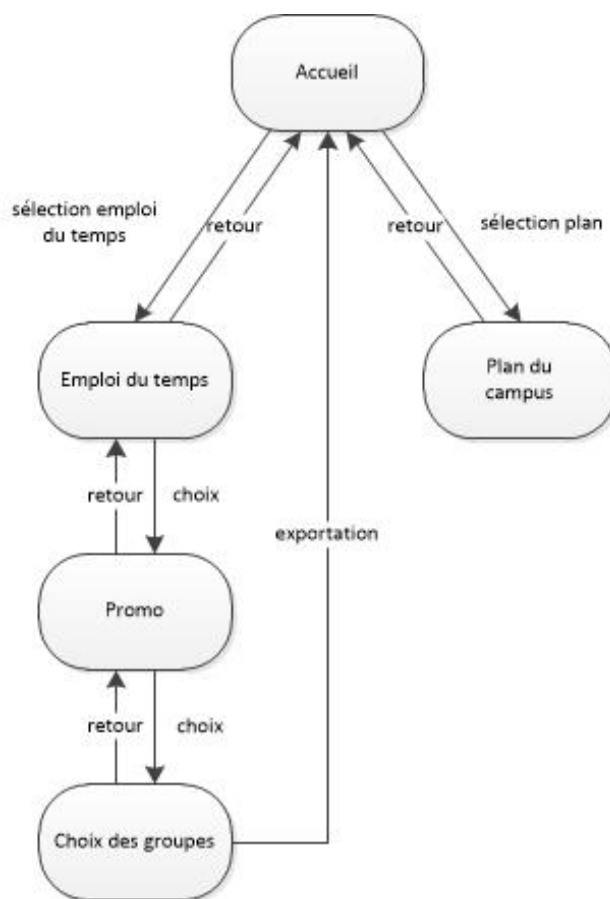 Accueil
sélection emploi
du temps
retour
retour
sélection plan
Emploi du temps
Plan du
campus
retour
choix
exportation
Promo
retour
choix
Choix des groupes